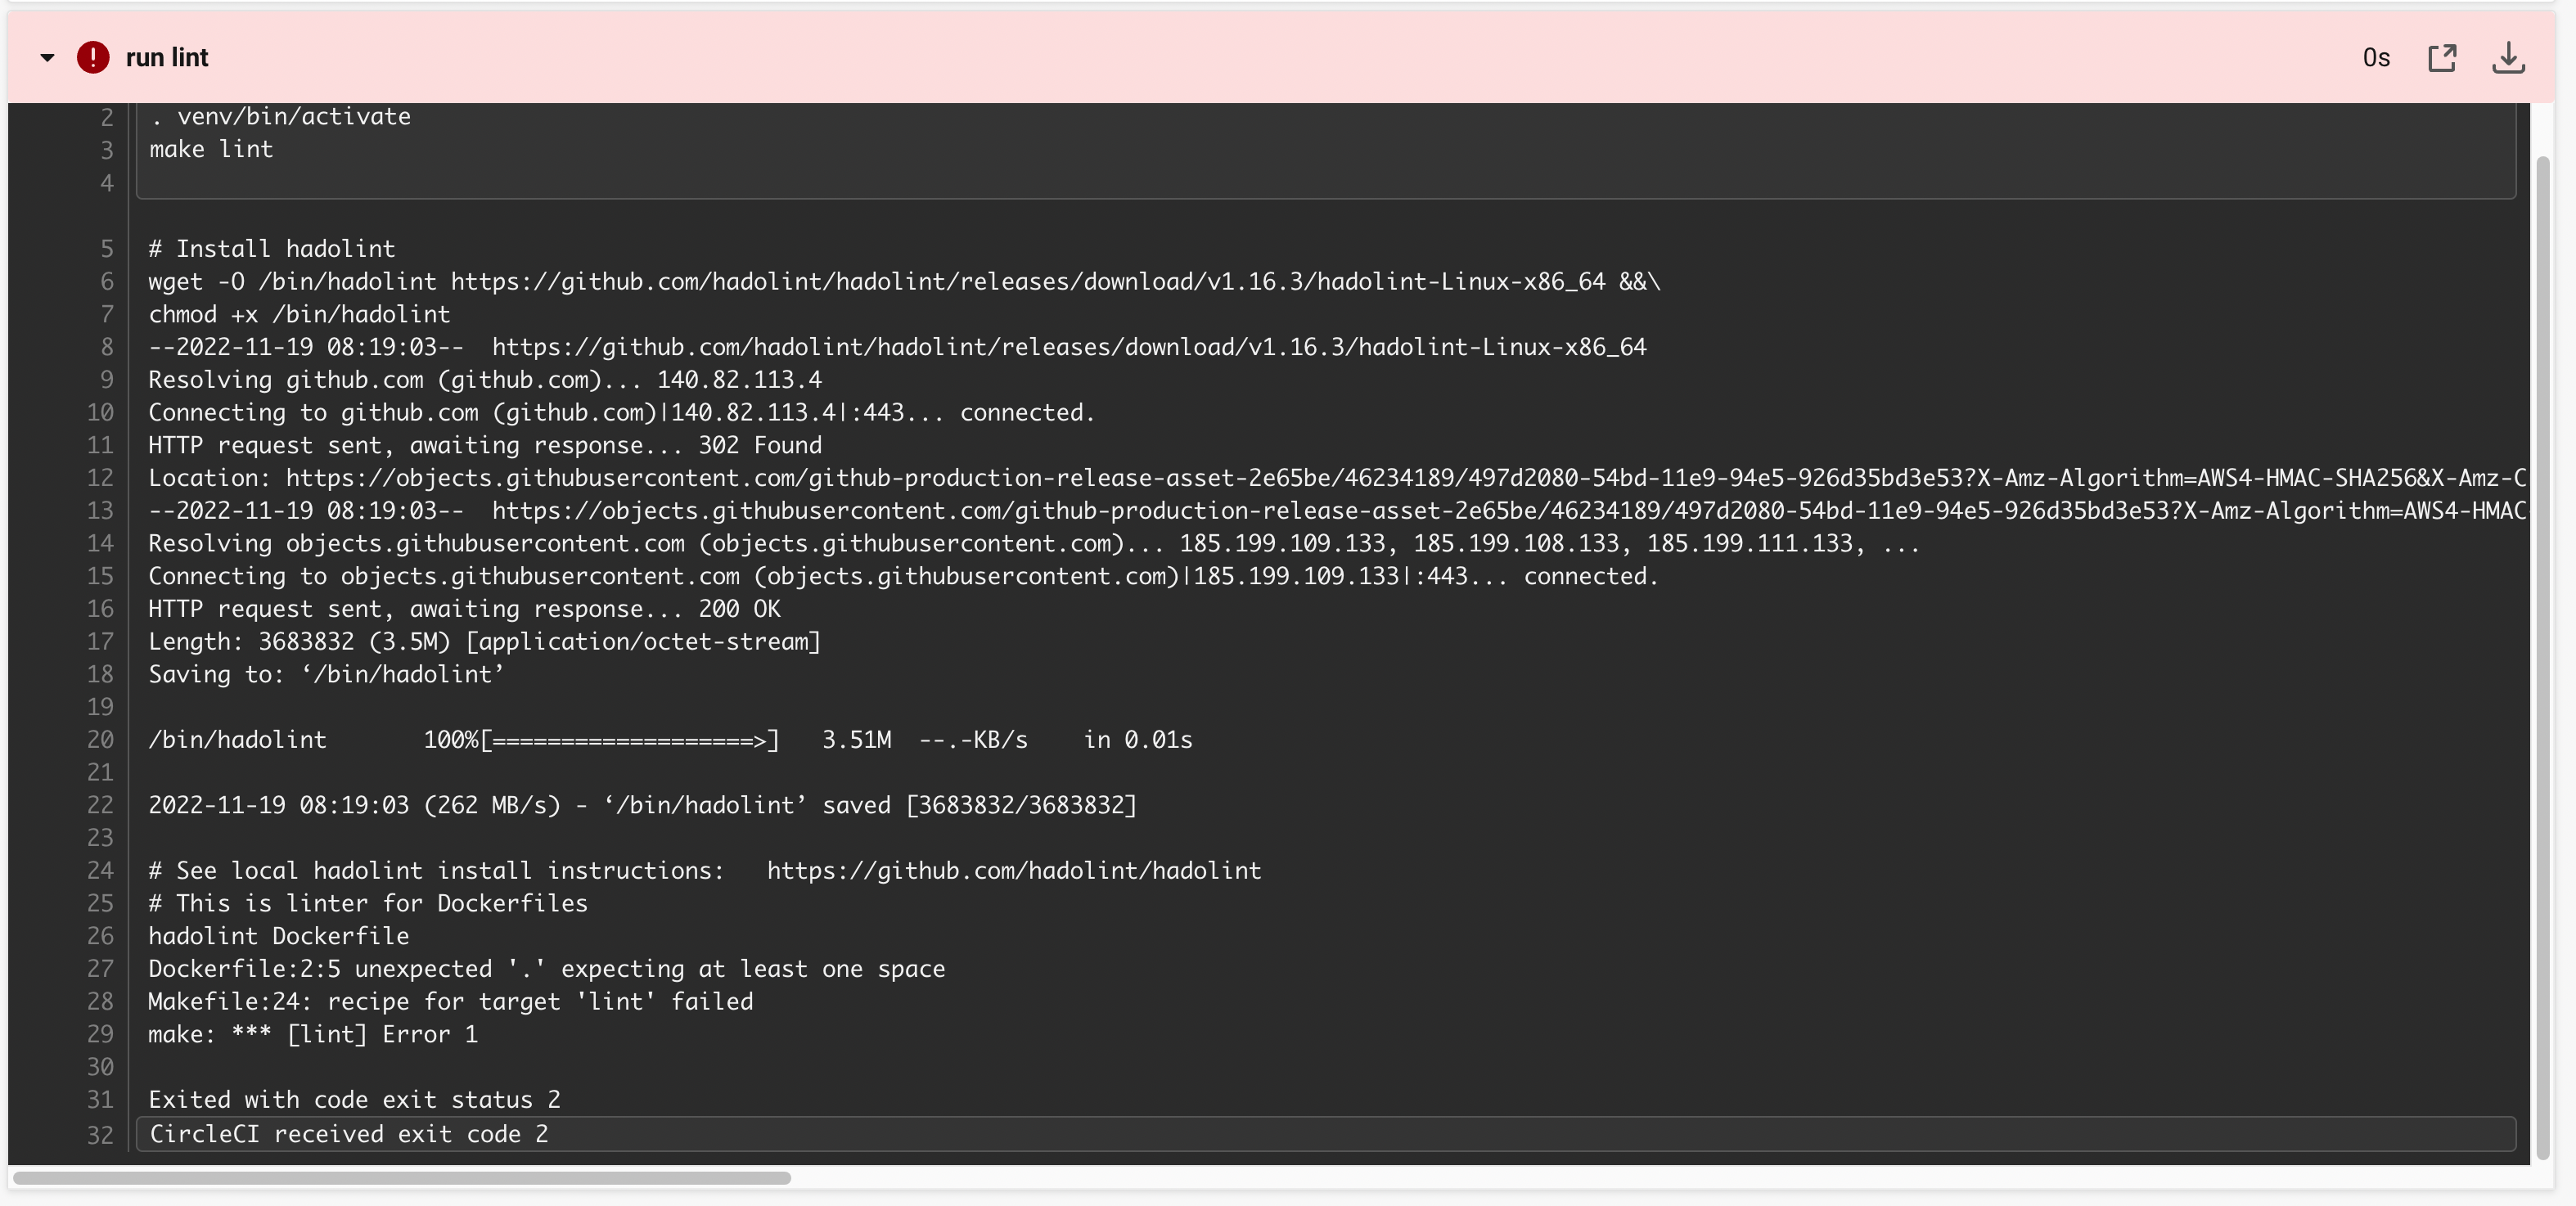 run lint
0s
2 . venv/bin/activate
3 make lint
4
5 # Install hadolint
6 wget -O /bin/hadolint https://github.com/hadolint/hadolint/releases/download/v1.16.3/hadolint-Linux-x86_64 &&\
7 chmod +x /bin/hadolint
8 --2022-11-19 08:19:03--  https://github.com/hadolint/hadolint/releases/download/v1.16.3/hadolint-Linux-x86_64
9 Resolving github.com (github.com)... 140.82.113.4
10 Connecting to github.com (github.com)|140.82.113.4|:443... connected.
11 HTTP request sent, awaiting response... 302 Found
12 Location: https://objects.githubusercontent.com/github-production-release-asset-2e65be/46234189/497d2080-54bd-11e9-94e5-926d35bd3e53?X-Amz-Algorithm=AWS4-HMAC-SHA256&X-Amz-C
13 --2022-11-19 08:19:03--  https://objects.githubusercontent.com/github-production-release-asset-2e65be/46234189/497d2080-54bd-11e9-94e5-926d35bd3e53?X-Amz-Algorithm=AWS4-HMAC
14 Resolving objects.githubusercontent.com (objects.githubusercontent.com)... 185.199.109.133, 185.199.108.133, 185.199.111.133, ...
15 Connecting to objects.githubusercontent.com (objects.githubusercontent.com)|185.199.109.133|:443... connected.
16 HTTP request sent, awaiting response... 200 OK
17 Length: 3683832 (3.5M) [application/octet-stream]
18 Saving to: ‘/bin/hadolint’
19
20 /bin/hadolint       100%[===================>]   3.51M  --.-KB/s    in 0.01s
21
22 2022-11-19 08:19:03 (262 MB/s) - ‘/bin/hadolint’ saved [3683832/3683832]
23
24 # See local hadolint install instructions:   https://github.com/hadolint/hadolint
25 # This is linter for Dockerfiles
26 hadolint Dockerfile
27 Dockerfile:2:5 unexpected '.' expecting at least one space
28 Makefile:24: recipe for target 'lint' failed
29 make: *** [lint] Error 1
30
31 Exited with code exit status 2
32 CircleCI received exit code 2